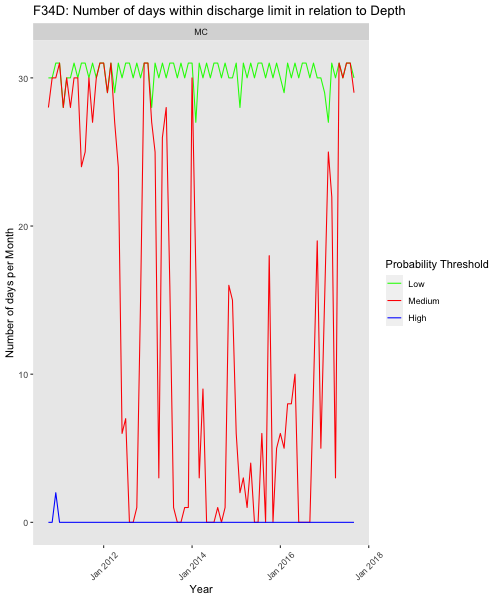 F34D: Number of days within discharge limit in relation to Depth
MC
Number of days per Month
30
20
10
0
Jan 2012
Jan 2014
Jan 2016
Jan 2018
Year
Probability Threshold
Low
Medium
High